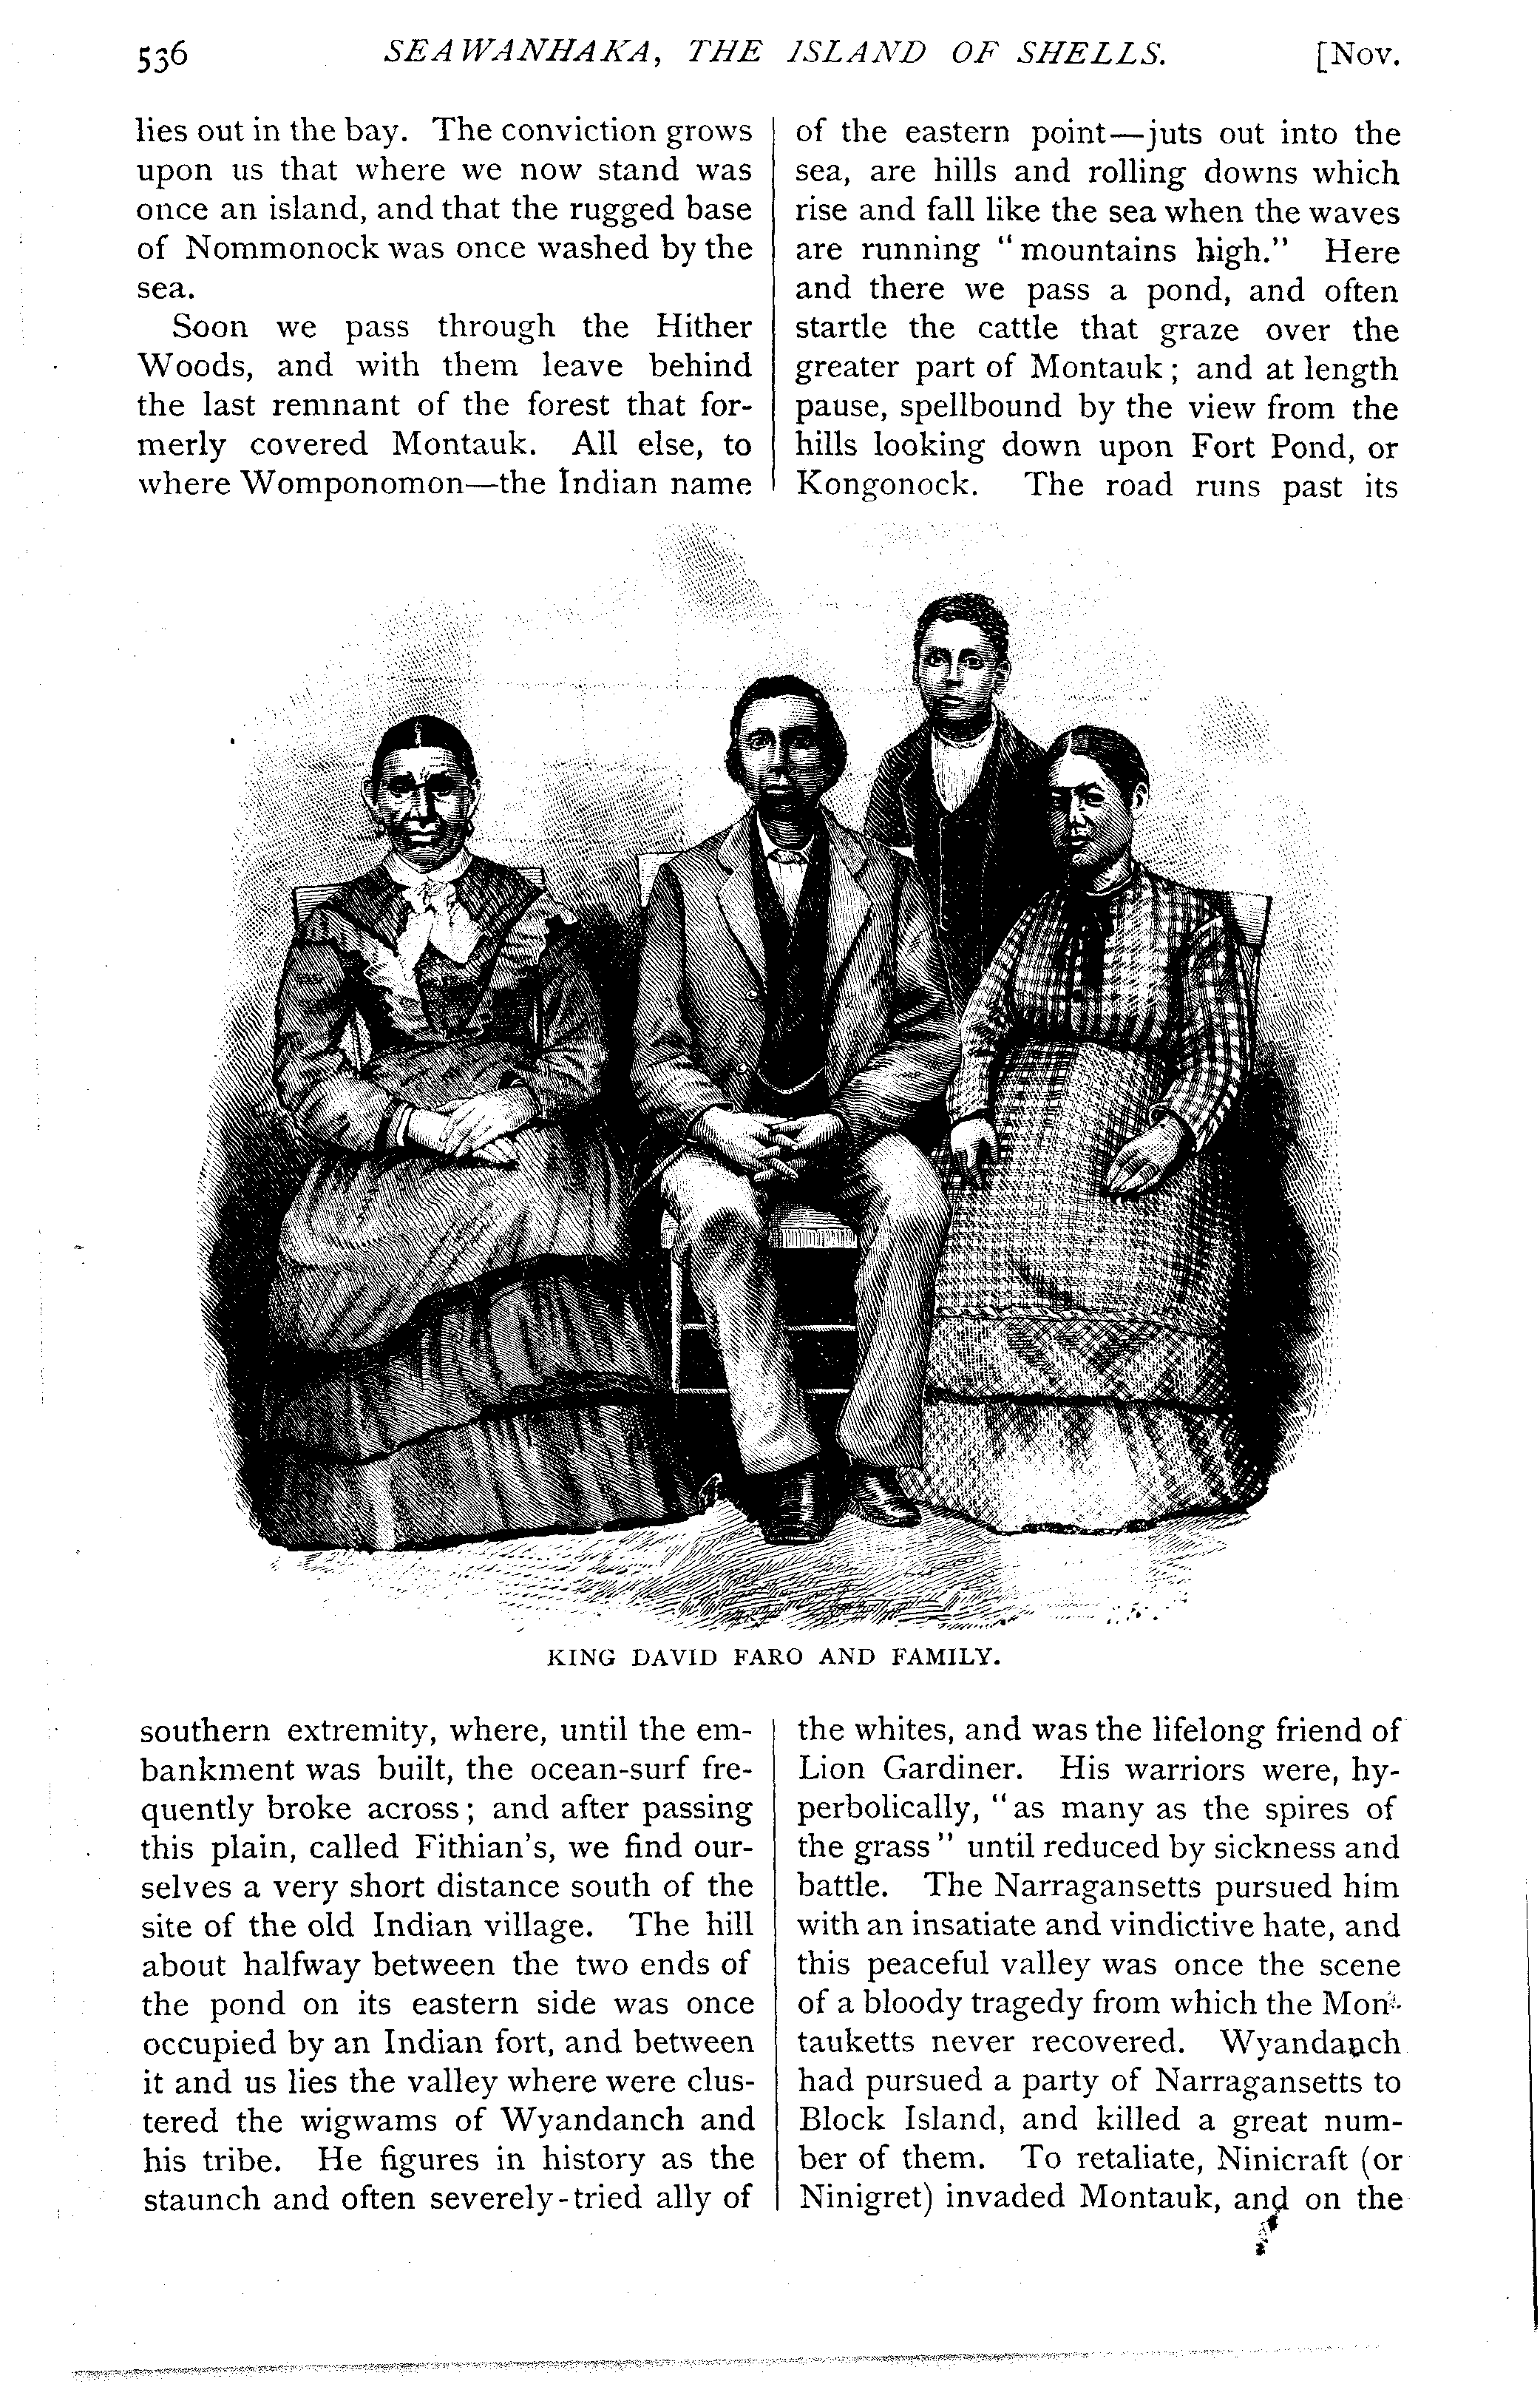 536
SEAWANHAKA, THE ISLAND OF SHELLS.
[Nov.
lies out in the bay. The conviction grows
upon us that where we now stand was
once an island, and that the rugged base
of Nommonock was once washed by the
sea.
Soon we pass through the Hither
Woods, and with them leave behind
the last remnant of the forest that for-
merly covered Montauk. All else, to
where Womponomon—the Indian name
of the eastern point—juts out into the
sea, are hills and rolling downs which
rise and fall like the sea when the waves
are running "mountains high." Here
and there we pass a pond, and often
startle the cattle that graze over the
greater part of Montauk; and at length
pause, spellbound by the view from the
hills looking down upon Fort Pond, or
Kongonock. The road runs past its
KING DAVID FARO AND FAMILY.
southern extremity, where, until the em-
bankment was built, the ocean-surf fre-
quently broke across; and after passing
this plain, called Fithian's, we find our-
selves a very short distance south of the
site of the old Indian village. The hill
about halfway between the two ends of
the pond on its eastern side was once
occupied by an Indian fort, and between
it and us lies the valley where were clus-
tered the wigwams of Wyandanch and
his tribe. He figures in history as the
staunch and often severely-tried ally of
the whites, and was the lifelong friend of
Lion Gardiner. His warriors were, hy-
perbolically, "as many as the spires of
the grass" until reduced by sickness and
battle. The Narragansetts pursued him
with an insatiate and vindictive hate, and
this peaceful valley was once the scene
of a bloody tragedy from which the Mon-
tauketts never recovered. Wyandanch
had pursued a party of Narragansetts to
Block Island, and killed a great num-
ber of them. To retaliate, Ninicraft (or
Ninigret) invaded Montauk, and on the